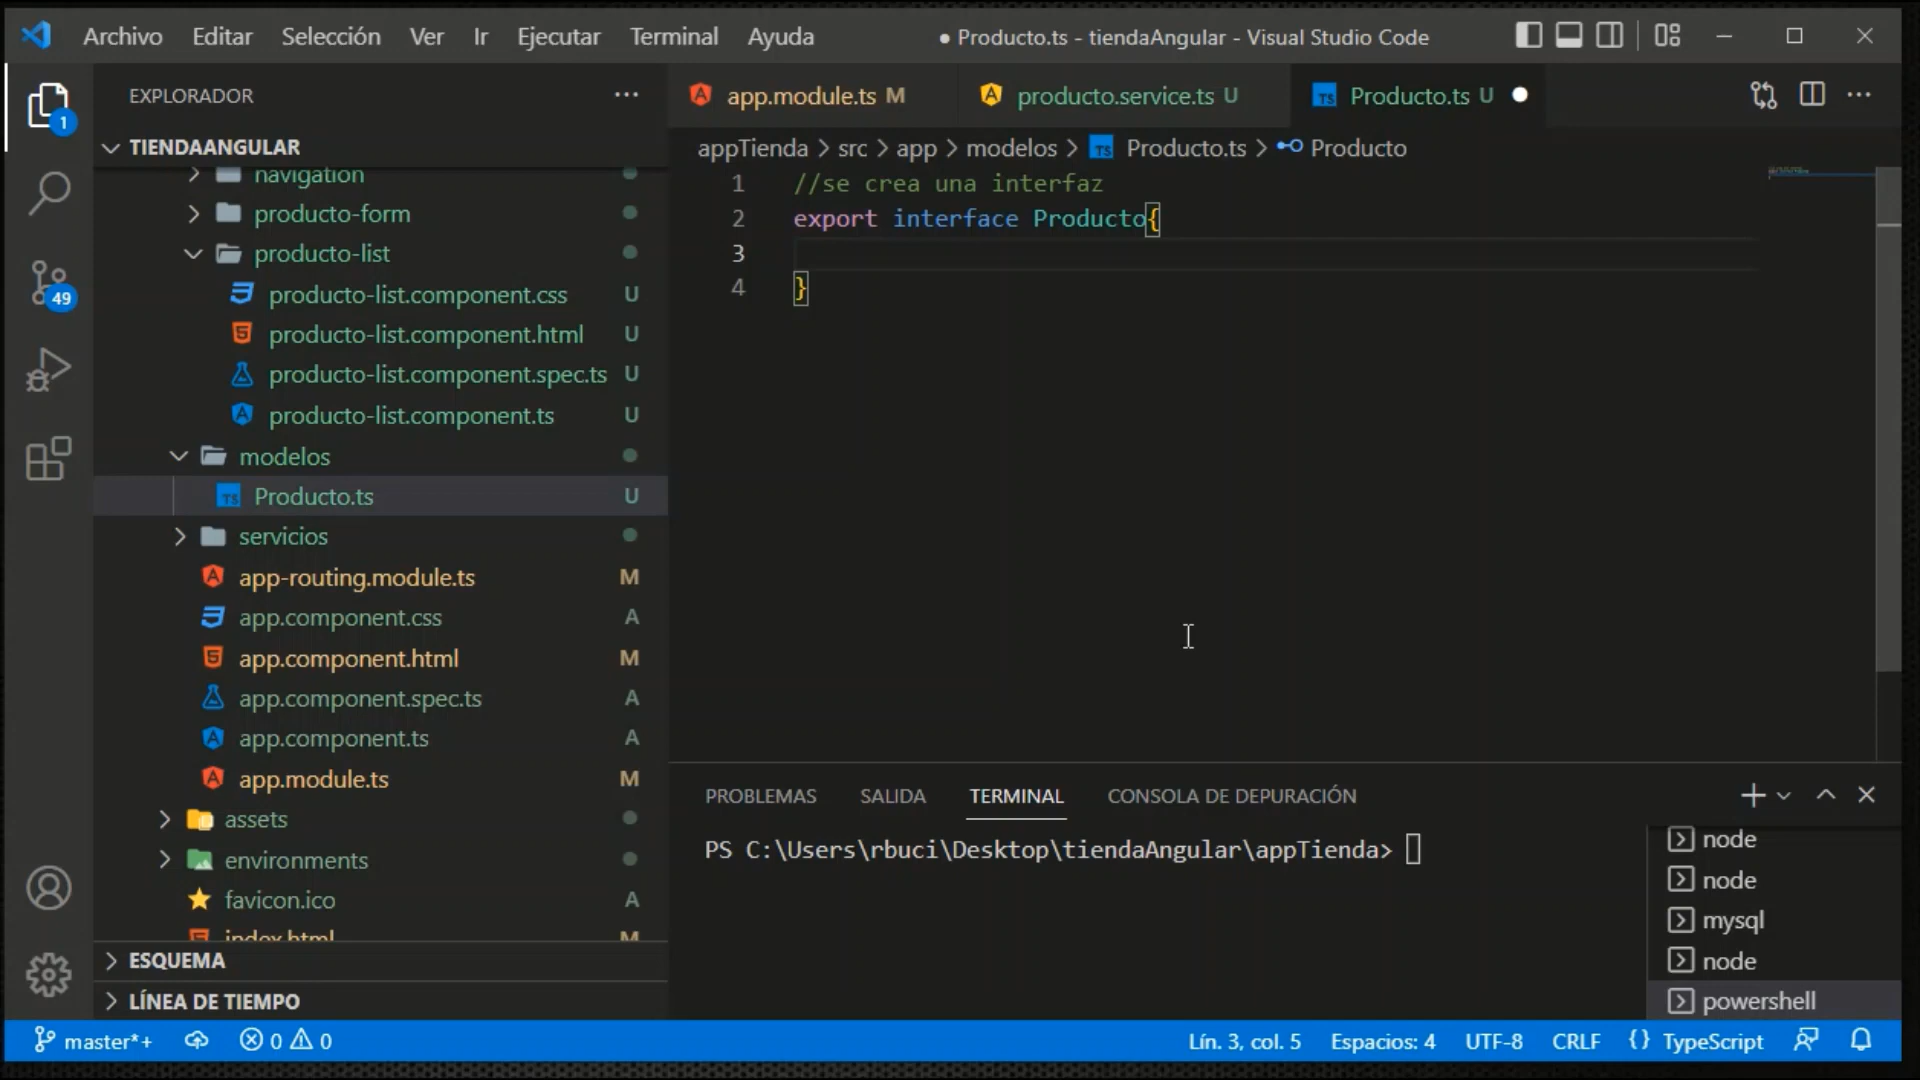 Archivo Editar Selección Ver Ir Ejecutar Terminal Ayuda
● Producto.ts - tiendaAngular - Visual Studio Code
EXPLORADOR
1
49
TIENDAANGULAR
navigation
producto-form
producto-list
producto-list.component.css U
producto-list.component.html U
producto-list.component.spec.ts U
producto-list.component.ts U
modelos
Producto.ts U
servicios
app-routing.module.ts M
app.component.css A
app.component.html M
app.component.spec.ts A
app.component.ts A
app.module.ts M
assets
environments
favicon.ico A
index.html M
ESQUEMA
LÍNEA DE TIEMPO
app.module.ts M producto.service.ts U Producto.ts U
appTienda > src > app > modelos > Producto.ts > Producto
1 //se crea una interfaz
2 export interface Producto{
3
4 }
PROBLEMAS SALIDA TERMINAL CONSOLA DE DEPURACIÓN
PS C:\Users\rbuci\Desktop\tiendaAngular\appTienda>
node
node
mysql
node
powershell
master*+ 0 0
Lín. 3, col. 5 Espacios: 4 UTF-8 CRLF {} TypeScript